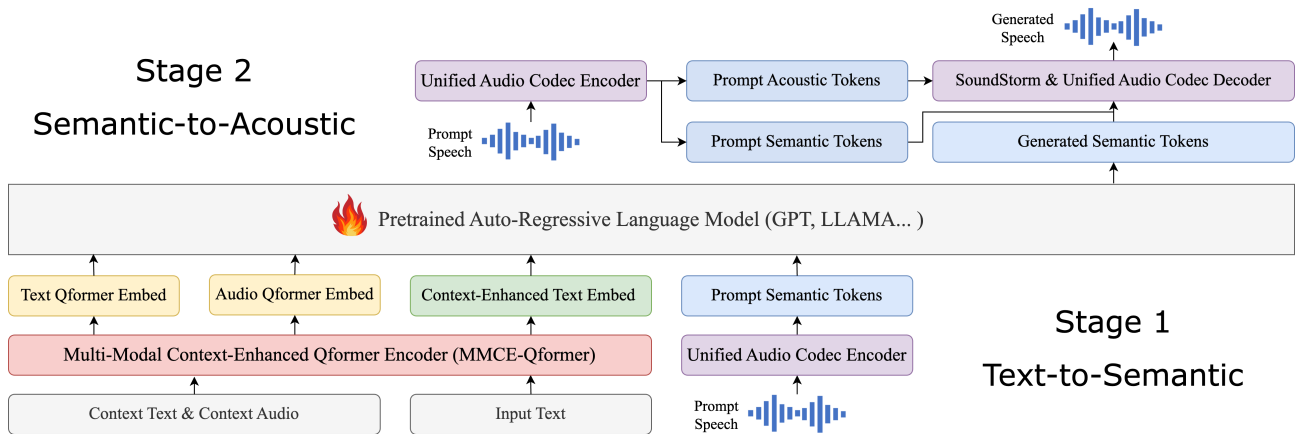 Stage 2
Semantic-to-Acoustic
Generated
Speech
Unified Audio Codec Encoder
Prompt Acoustic Tokens
SoundStorm & Unified Audio Codec Decoder
Prompt
Speech
Prompt Semantic Tokens
Generated Semantic Tokens
Pretrained Auto-Regressive Language Model (GPT, LLAMA... )
Text Qformer Embed
Audio Qformer Embed
Context-Enhanced Text Embed
Prompt Semantic Tokens
Multi-Modal Context-Enhanced Qformer Encoder (MMCE-Qformer)
Unified Audio Codec Encoder
Context Text & Context Audio
Input Text
Prompt
Speech
Stage 1
Text-to-Semantic